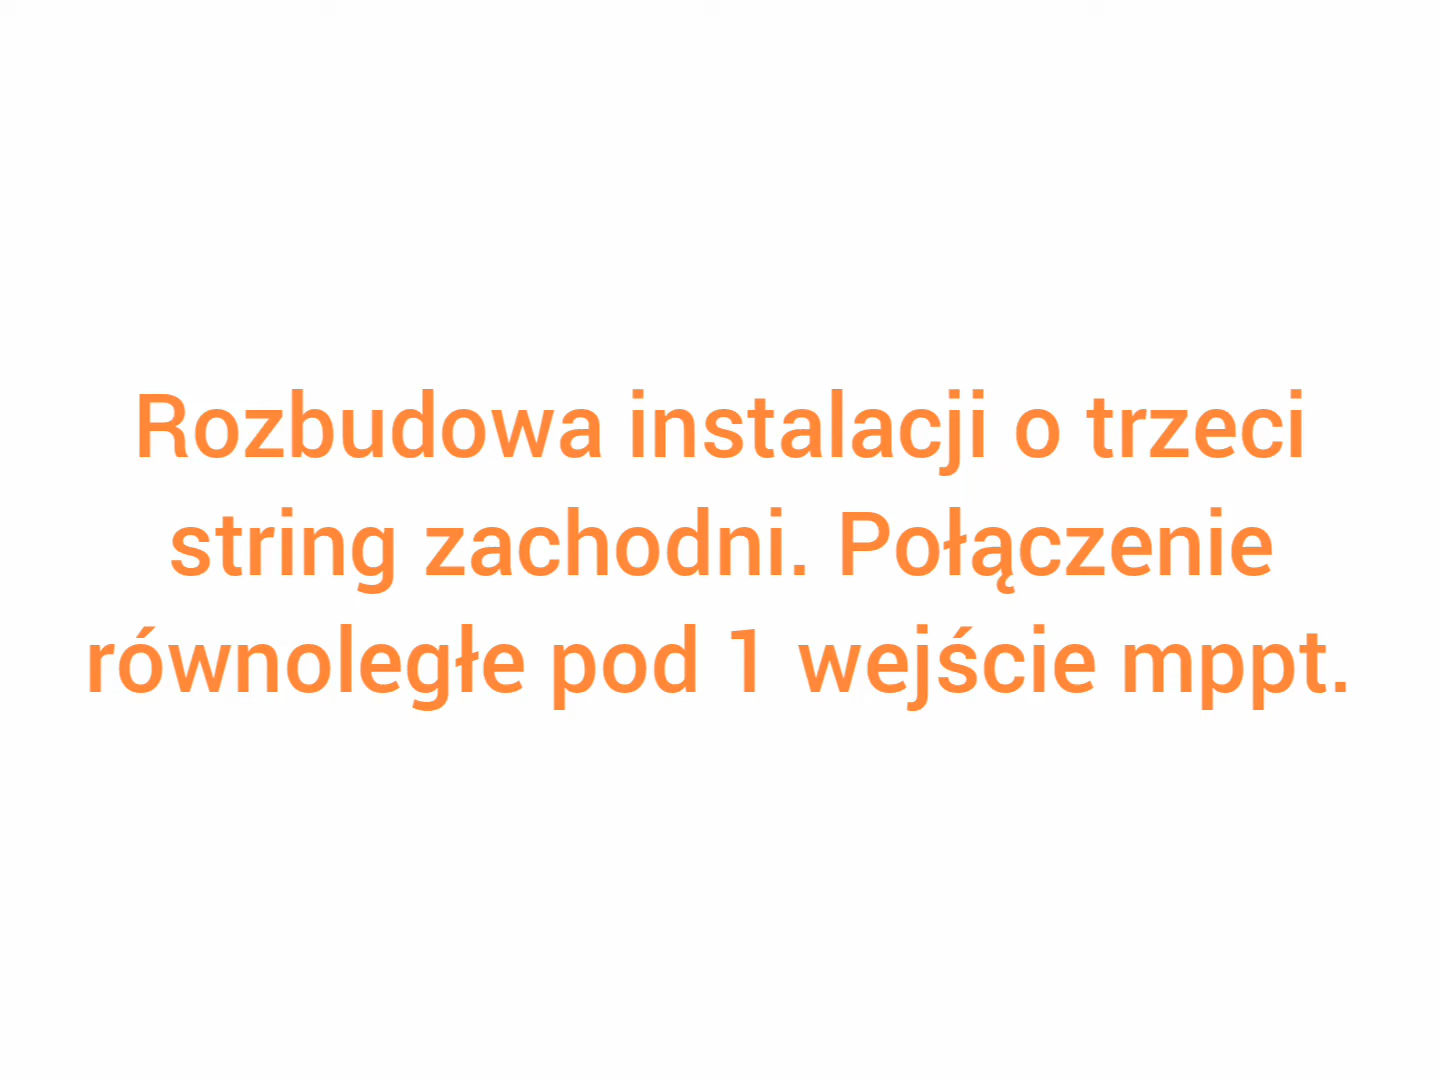 Rozbudowa instalacji o trzeci
string zachodni. Połączenie
równoległe pod 1 wejście mppt.